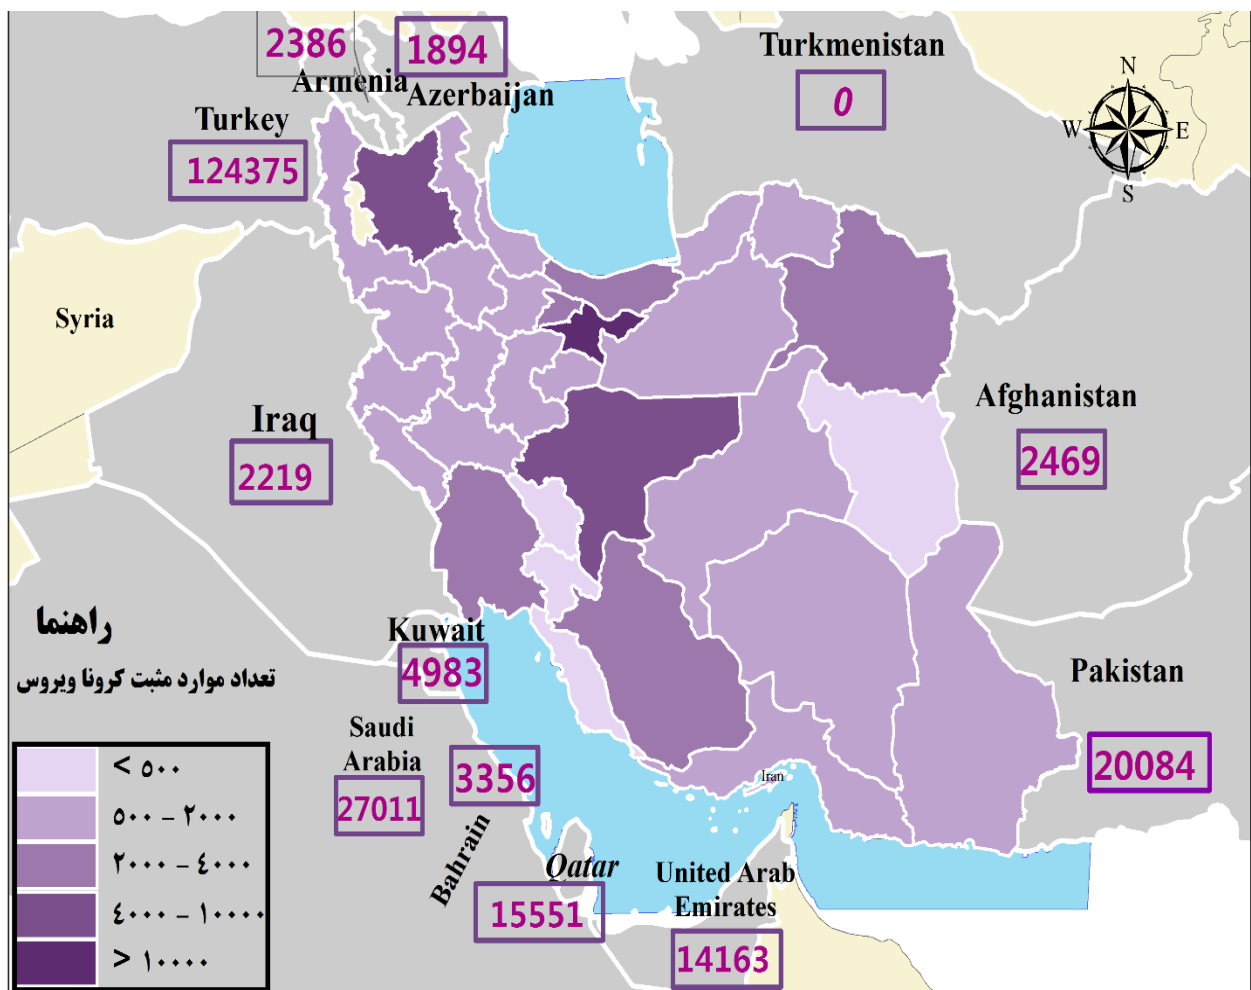 2386
1894
Armenia
Azerbaijan
Turkmenistan
0
N
W
E
S
Turkey
124375
Syria
Iraq
2219
Afghanistan
2469
راهنما
تعداد موارد مثبت کرونا ویروس
< ۵۰۰
۵۰۰ - ۲۰۰۰
۲۰۰۰ - ٤۰۰۰
٤۰۰۰ - ۱۰۰۰۰
> ۱۰۰۰۰
Kuwait
4983
Saudi
Arabia
27011
3356
Bahrain
Qatar
15551
Iran
United Arab
Emirates
14163
Pakistan
20084